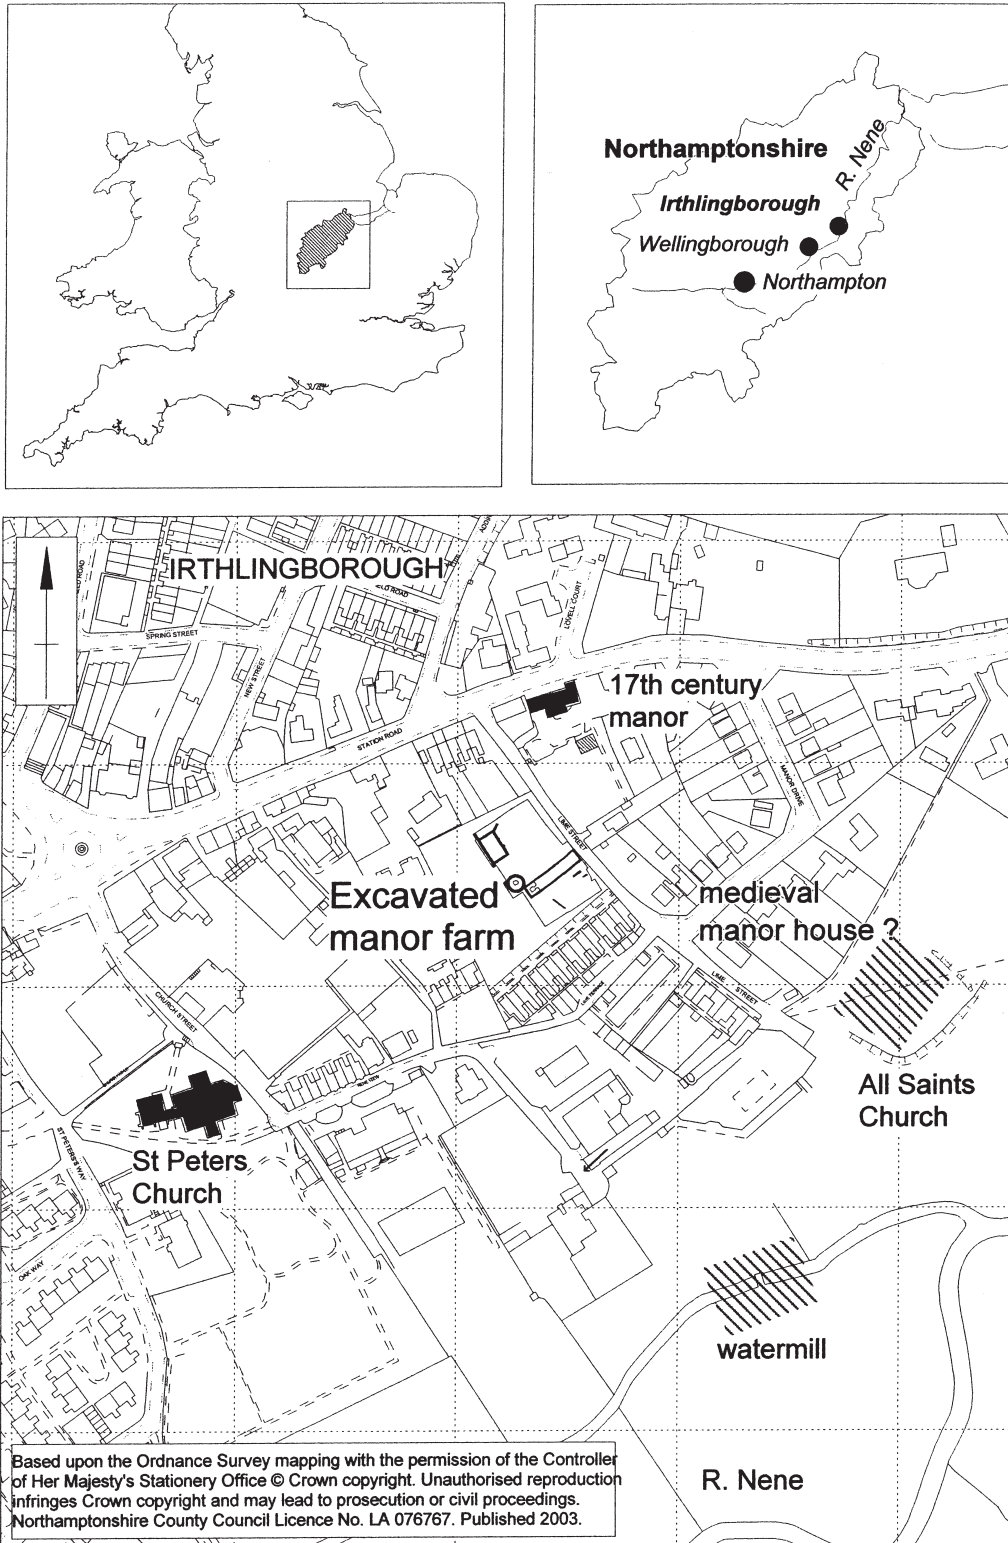 Northamptonshire
R. Nene
Irthlingborough
Wellingborough
Northampton
IRTHLINGBOROUGH
SPRING STREET
NEW STREET
STATION ROAD
LOVELL COURT
17th century
manor
MANOR DRIVE
LIME STREET
Excavated
manor farm
medieval
manor house ?
LIME STREET
CHURCH STREET
All Saints
Church
ST PETER'S WAY
St Peters
Church
OAK WAY
watermill
R. Nene
Based upon the Ordnance Survey mapping with the permission of the Controller
of Her Majesty's Stationery Office © Crown copyright. Unauthorised reproduction
infringes Crown copyright and may lead to prosecution or civil proceedings.
Northamptonshire County Council Licence No. LA 076767. Published 2003.